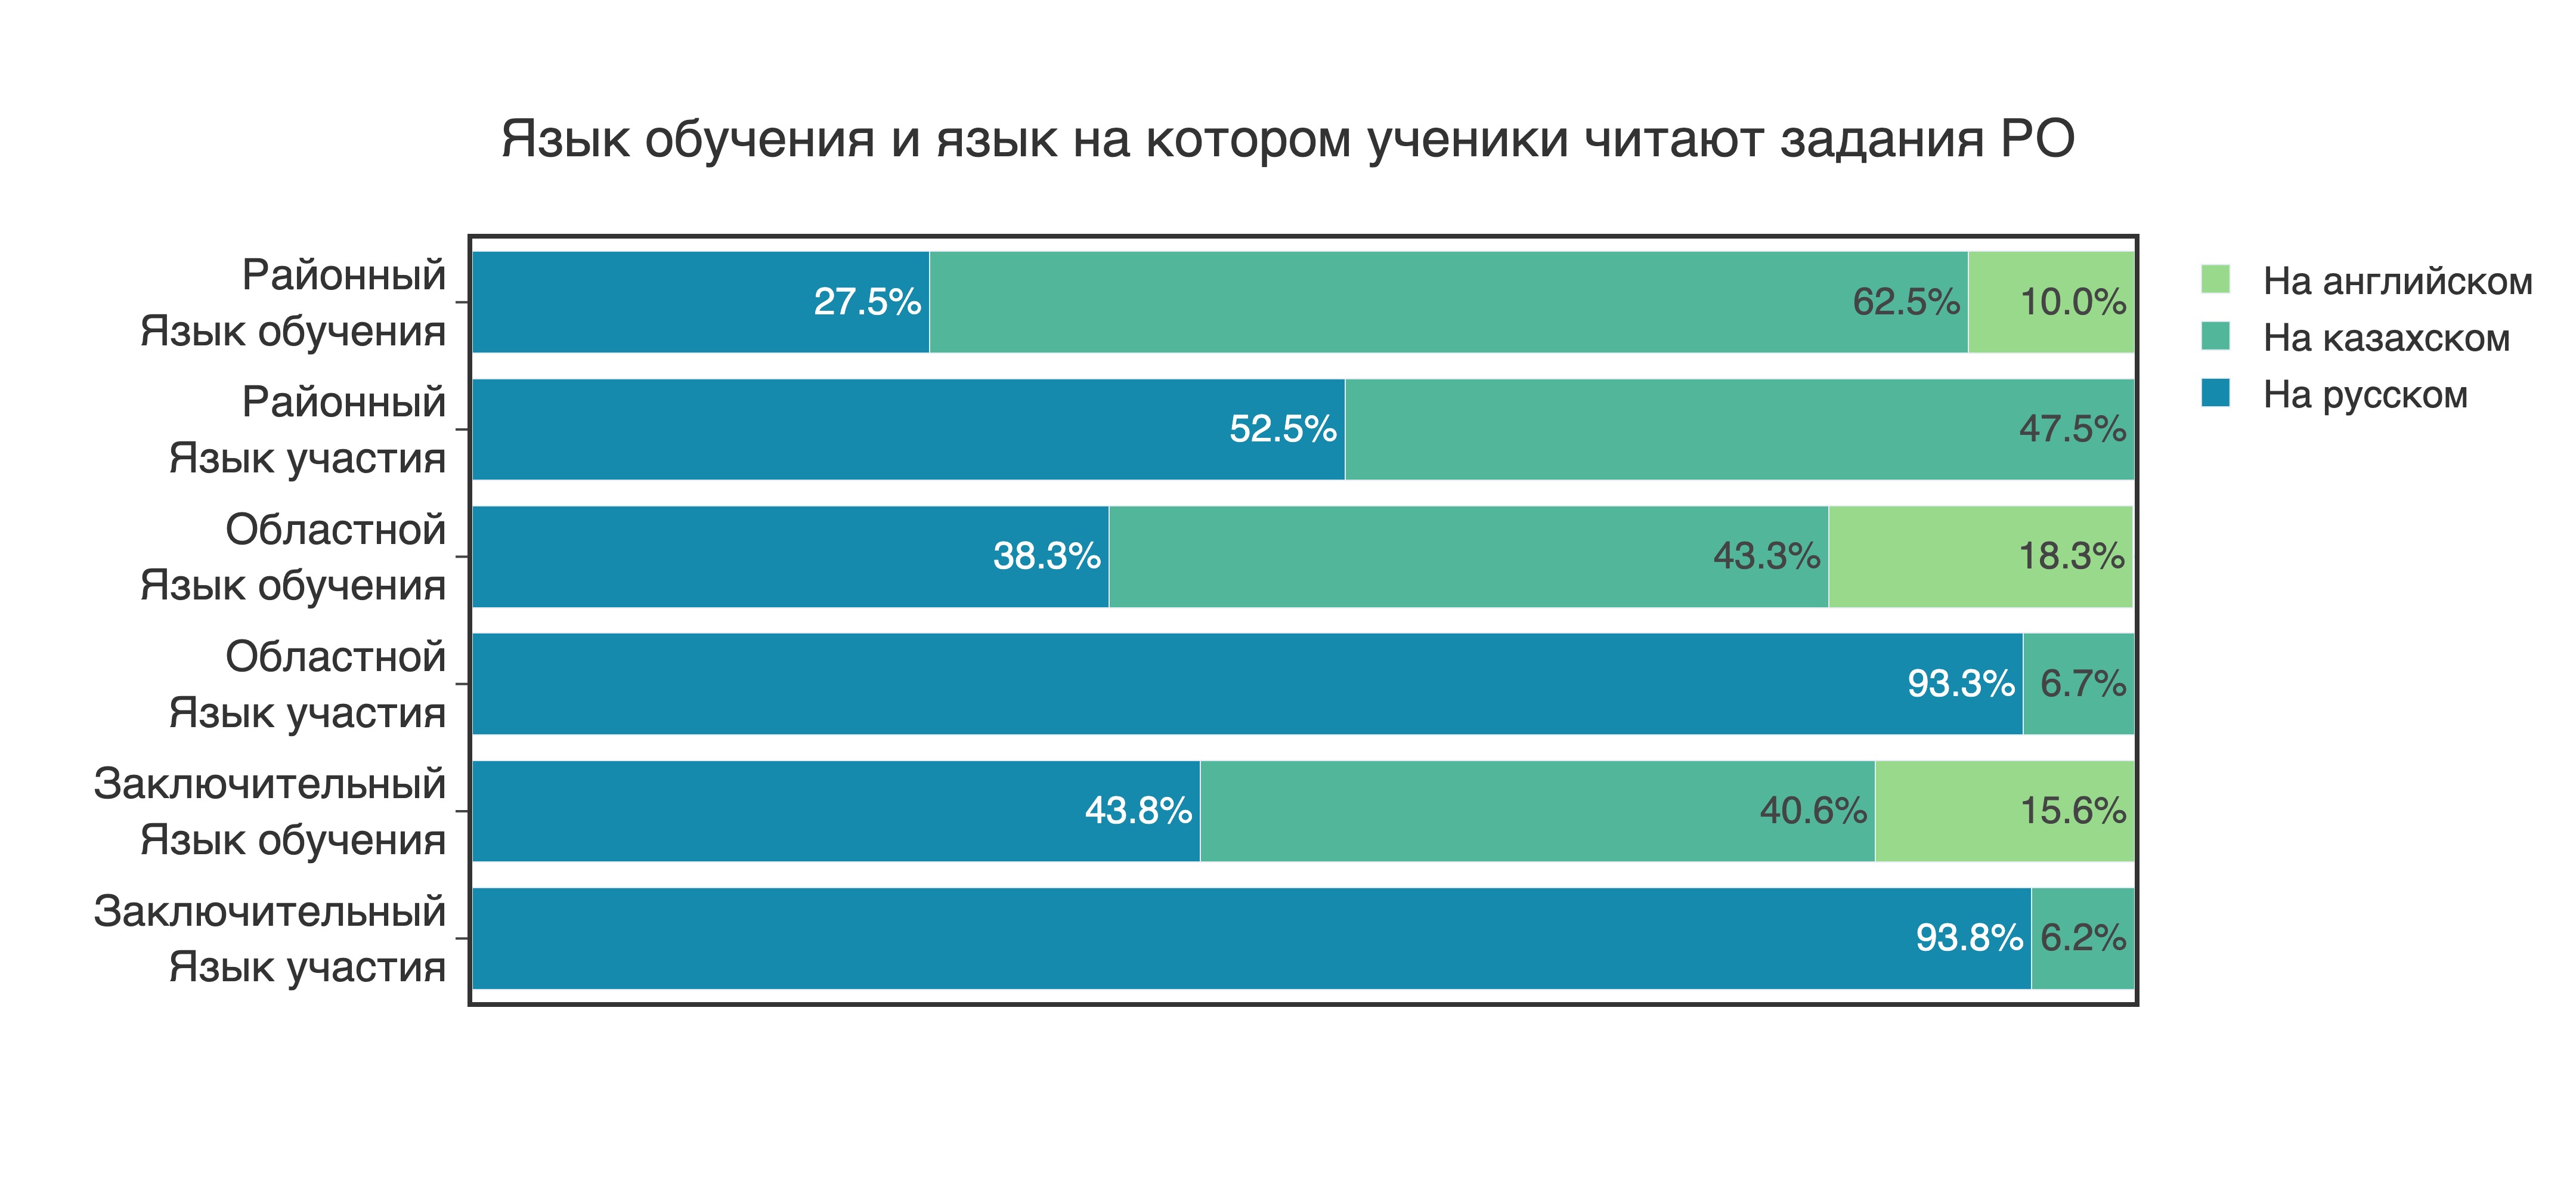 Язык обучения и язык на котором ученики читают задания РО
Районный
Язык обучения
27.5%
62.5%
10.0%
Районный
Язык участия
52.5%
47.5%
Областной
Язык обучения
38.3%
43.3%
18.3%
Областной
Язык участия
93.3%
6.7%
Заключительный
Язык обучения
43.8%
40.6%
15.6%
Заключительный
Язык участия
93.8%
6.2%
На английском
На казахском
На русском